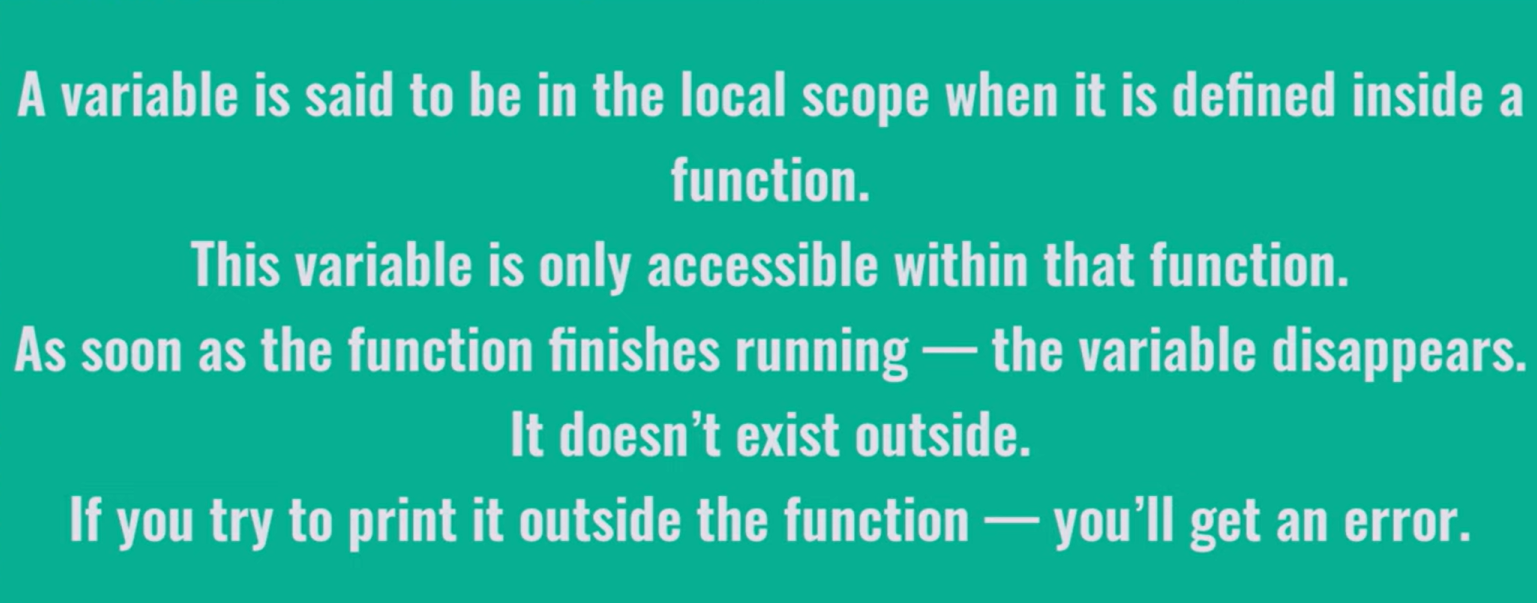 A variable is said to be in the local scope when it is defined inside a
function.
This variable is only accessible within that function.
As soon as the function finishes running — the variable disappears.
It doesn’t exist outside.
If you try to print it outside the function — you’ll get an error.